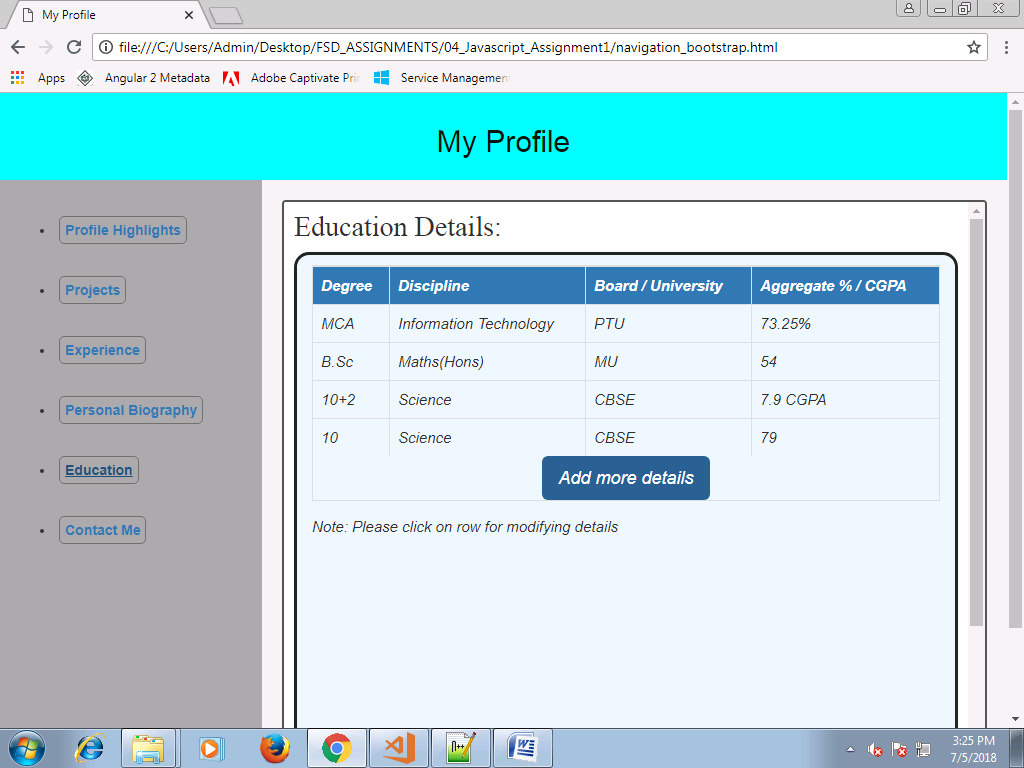 My Profile
file:///C:/Users/Admin/Desktop/FSD_ASSIGNMENTS/04_Javascript_Assignment1/navigation_bootstrap.html
Apps Angular 2 Metadata Adobe Captivate Prin Service Management
My Profile
Profile Highlights
Projects
Experience
Personal Biography
Education
Contact Me
Education Details:
Degree Discipline Board / University Aggregate % / CGPA
MCA Information Technology PTU 73.25%
B.Sc Maths(Hons) MU 54
10+2 Science CBSE 7.9 CGPA
10 Science CBSE 79
Add more details
Note: Please click on row for modifying details
3:25 PM
7/5/2018